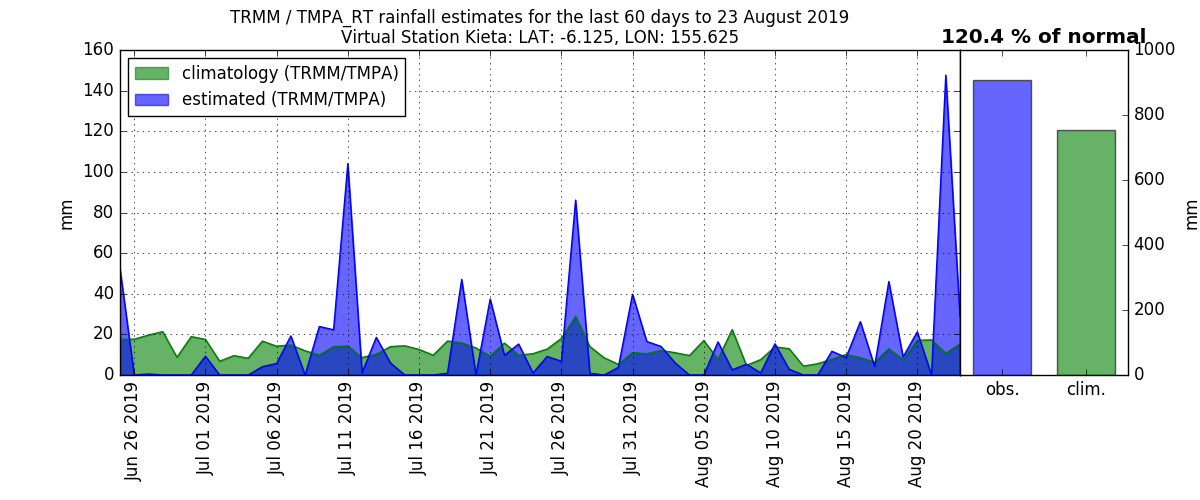 TRMM / TMPA_RT rainfall estimates for the last 60 days to 23 August 2019
Virtual Station Kieta: LAT: -6.125, LON: 155.625
120.4 % of normal
climatology (TRMM/TMPA)
estimated (TRMM/TMPA)
mm
160
140
120
100
80
60
40
20
0
Jun 26 2019
Jul 01 2019
Jul 06 2019
Jul 11 2019
Jul 16 2019
Jul 21 2019
Jul 26 2019
Jul 31 2019
Aug 05 2019
Aug 10 2019
Aug 15 2019
Aug 20 2019
obs.
clim.
1000
800
600
400
200
0
mm